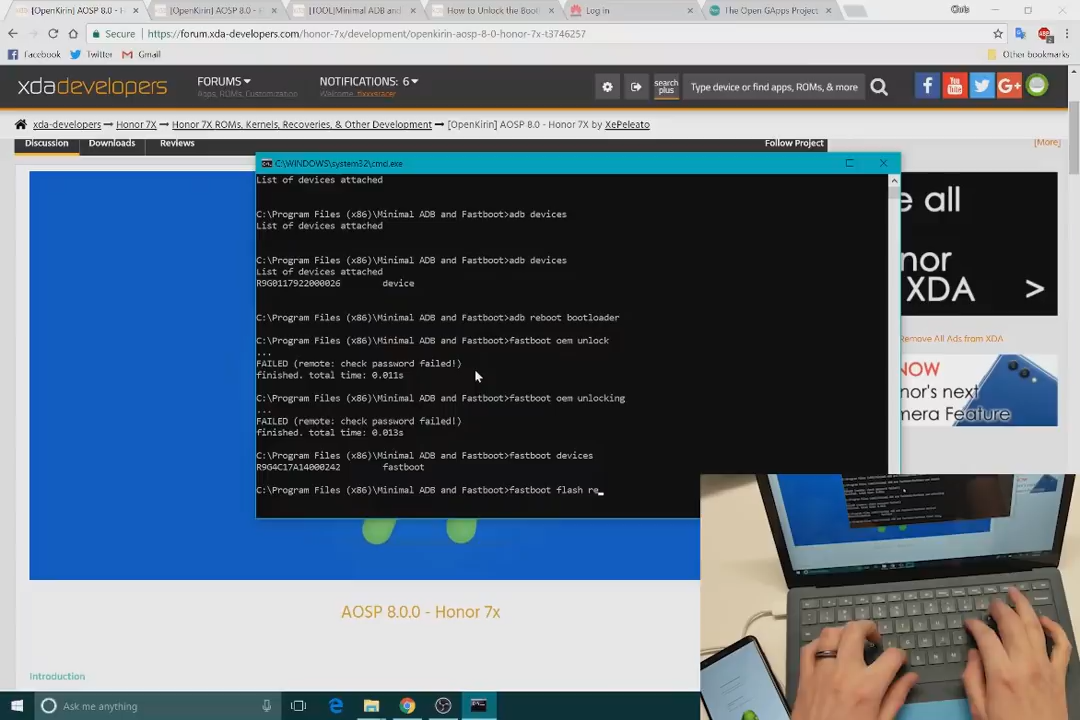 [OpenKirin] AOSP 8.0 - H
[OpenKirin] AOSP 8.0 - H
[TOOL]Minimal ADB and
How to Unlock the Boot
Log in
The Open GApps Project
Chris
Secure
https://forum.xda-developers.com/honor-7x/development/openkirin-aosp-8-0-honor-7x-t3746257
Facebook
Twitter
Gmail
Other bookmarks
xdadevelopers
FORUMS
Apps, ROMs, Customization
NOTIFICATIONS: 6
search plus
Type device or find apps, ROMs, & more
xda-developers → Honor 7X → Honor 7X ROMs, Kernels, Recoveries, & Other Development → [OpenKirin] AOSP 8.0 - Honor 7X by XePeleato
Discussion
Downloads
Reviews
Follow Project
[More]
C:\WINDOWS\system32\cmd.exe
List of devices attached
C:\Program Files (x86)\Minimal ADB and Fastboot>adb devices
List of devices attached
C:\Program Files (x86)\Minimal ADB and Fastboot>adb devices
List of devices attached
R9G0117922000026 device
C:\Program Files (x86)\Minimal ADB and Fastboot>adb reboot bootloader
C:\Program Files (x86)\Minimal ADB and Fastboot>fastboot oem unlock
...
FAILED (remote: check password failed!)
finished. total time: 0.011s
C:\Program Files (x86)\Minimal ADB and Fastboot>fastboot oem unlocking
...
FAILED (remote: check password failed!)
finished. total time: 0.013s
C:\Program Files (x86)\Minimal ADB and Fastboot>fastboot devices
R9G4C17A14000242 fastboot
C:\Program Files (x86)\Minimal ADB and Fastboot>fastboot flash re_
e all
nor
XDA
>
Remove All Ads from XDA
NOW
onor's next
mera Feature
AOSP 8.0.0 - Honor 7x
Introduction
Ask me anything